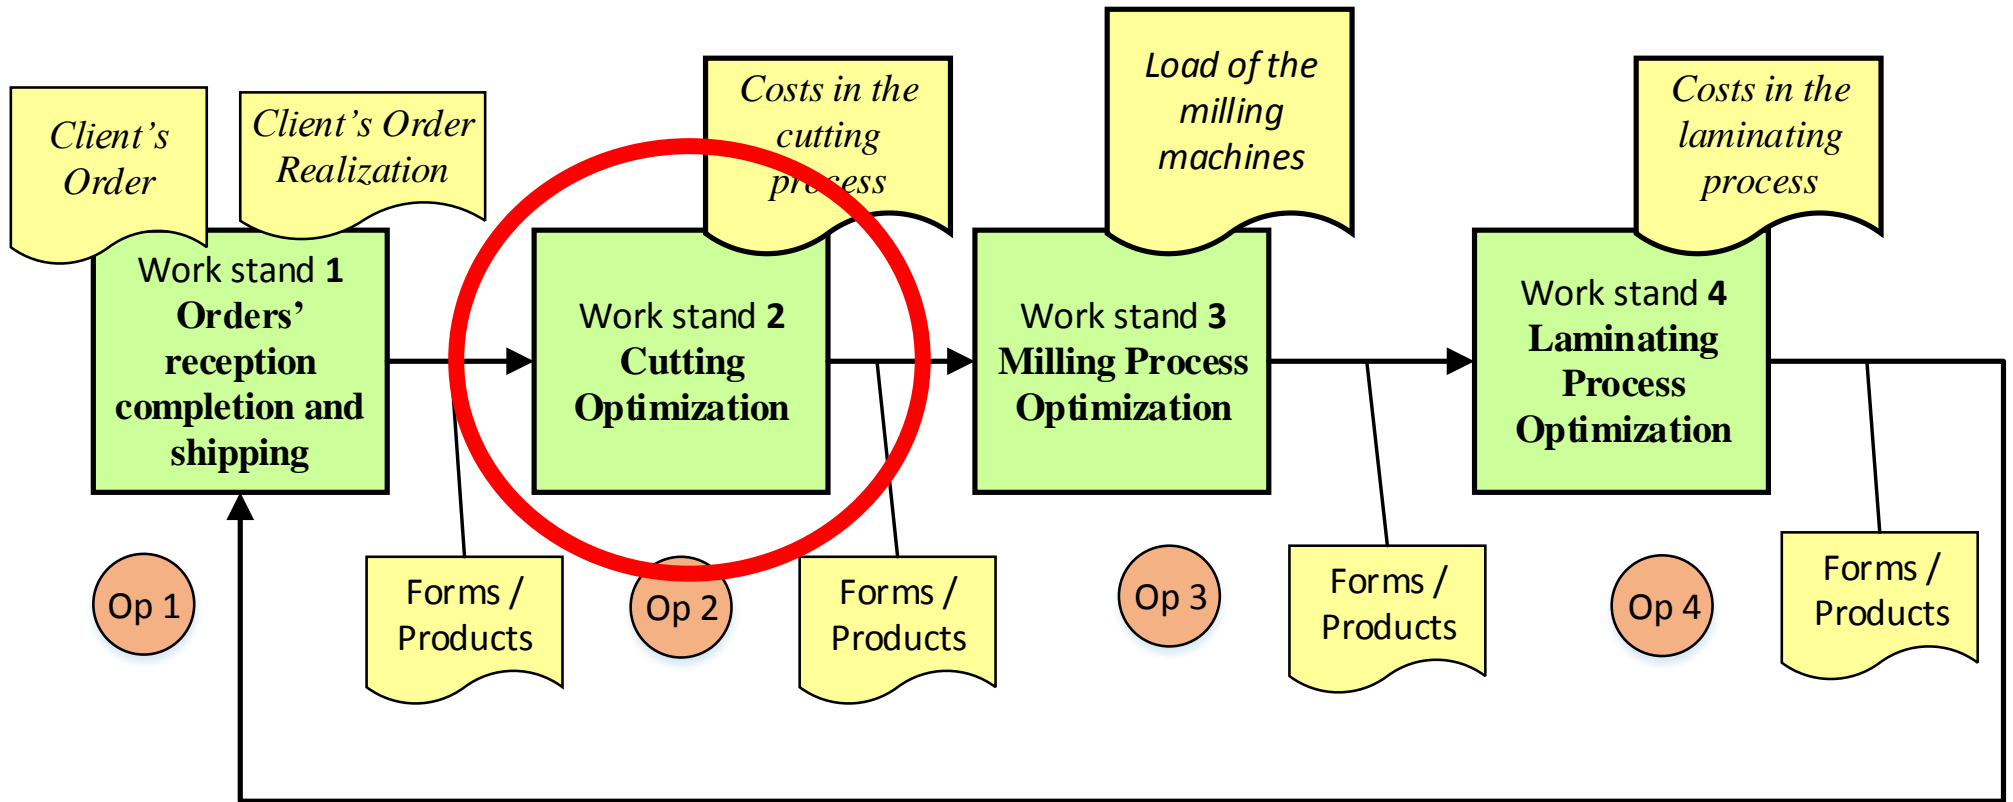 Client’s
Order
Client’s Order
Realization
Costs in the
cutting
process
Load of the
milling
machines
Costs in the
laminating
process
Work stand 1
Orders’
reception
completion and
shipping
Work stand 2
Cutting
Optimization
Work stand 3
Milling Process
Optimization
Work stand 4
Laminating
Process
Optimization
Op 1
Forms /
Products
Op 2
Forms /
Products
Op 3
Forms /
Products
Op 4
Forms /
Products